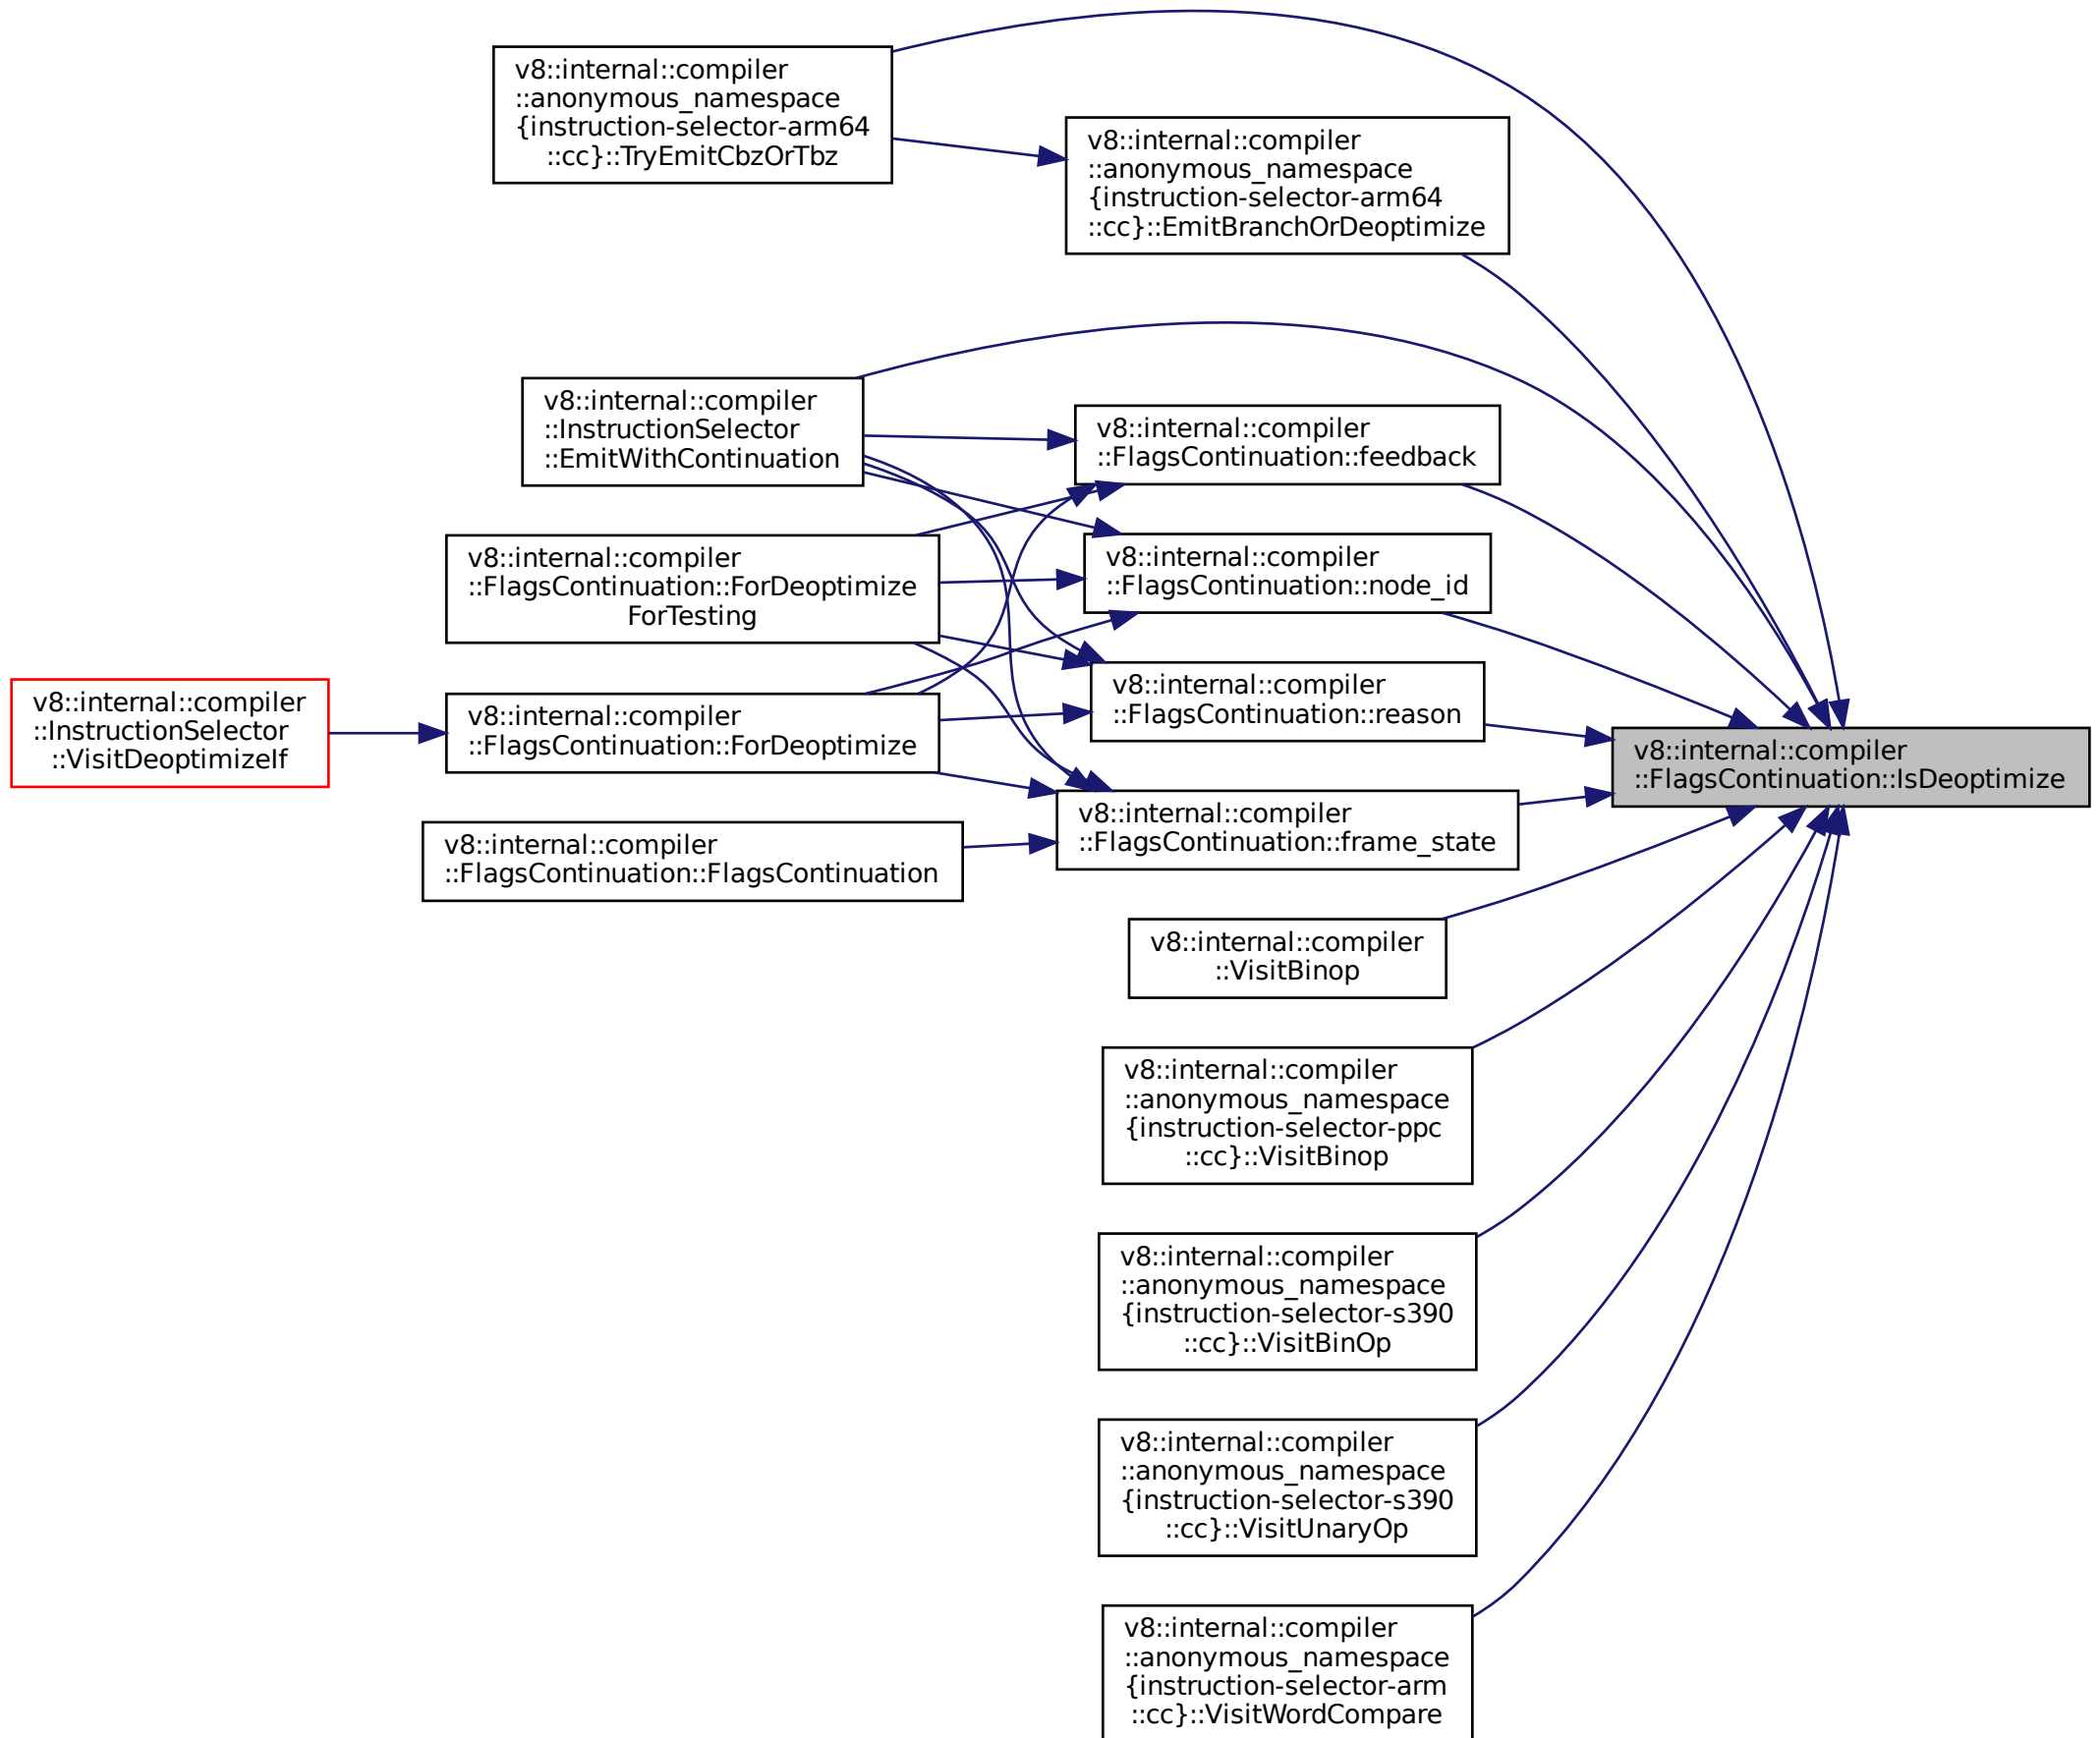 v8::internal::compiler
::anonymous_namespace
{instruction-selector-arm64
::cc}::TryEmitCbzOrTbz
v8::internal::compiler
::anonymous_namespace
{instruction-selector-arm64
::cc}::EmitBranchOrDeoptimize
v8::internal::compiler
::InstructionSelector
::EmitWithContinuation
v8::internal::compiler
::FlagsContinuation::feedback
v8::internal::compiler
::FlagsContinuation::ForDeoptimize
ForTesting
v8::internal::compiler
::FlagsContinuation::node_id
v8::internal::compiler
::InstructionSelector
::VisitDeoptimizeIf
v8::internal::compiler
::FlagsContinuation::ForDeoptimize
v8::internal::compiler
::FlagsContinuation::reason
v8::internal::compiler
::FlagsContinuation::IsDeoptimize
v8::internal::compiler
::FlagsContinuation::FlagsContinuation
v8::internal::compiler
::FlagsContinuation::frame_state
v8::internal::compiler
::VisitBinop
v8::internal::compiler
::anonymous_namespace
{instruction-selector-ppc
::cc}::VisitBinop
v8::internal::compiler
::anonymous_namespace
{instruction-selector-s390
::cc}::VisitBinOp
v8::internal::compiler
::anonymous_namespace
{instruction-selector-s390
::cc}::VisitUnaryOp
v8::internal::compiler
::anonymous_namespace
{instruction-selector-arm
::cc}::VisitWordCompare